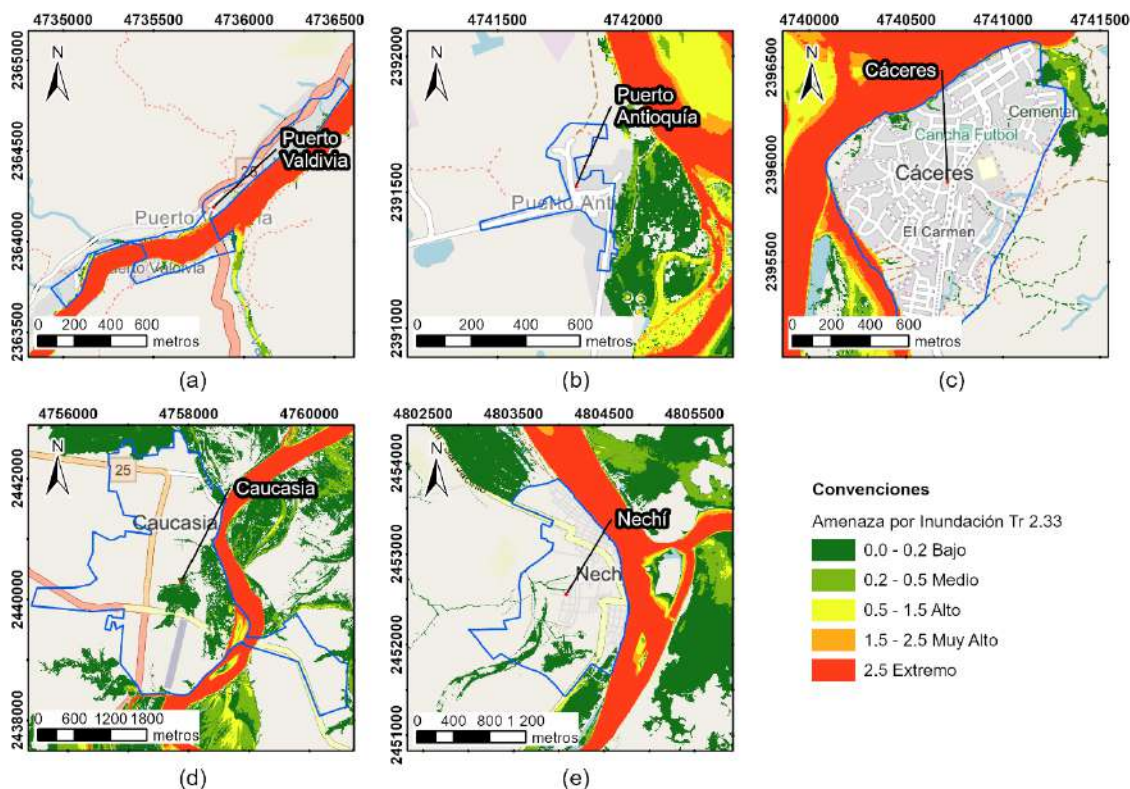 4735000 4735500 4736000 4736500
2365000
2364500
2364000
2363500
N
Puerto
Valdivia
25
Puerto
Puerto Valdivia
0 200 400 600
metros
(a)
4741500 4742000
2392000
2391500
2391000
N
Puerto
Antioquía
Puerto Anti
0 200 400 600
metros
(b)
4740000 4740500 4741000 4741500
2396500
2396000
2395500
N
Cáceres
Cementer
Cancha Futbol
Cáceres
El Carmen
0 200 400 600
metros
(c)
4756000 4758000 4760000
2442000
2440000
2438000
N
25
Caucasia
Caucasia
0 600 1200 1800
metros
(d)
4802500 4803500 4804500 4805500
2454000
2453000
2452000
2451000
N
Nechí
Nech
0 400 800 1 200
metros
(e)
Convenciones
Amenaza por Inundación Tr 2.33
0.0 - 0.2 Bajo
0.2 - 0.5 Medio
0.5 - 1.5 Alto
1.5 - 2.5 Muy Alto
2.5 Extremo